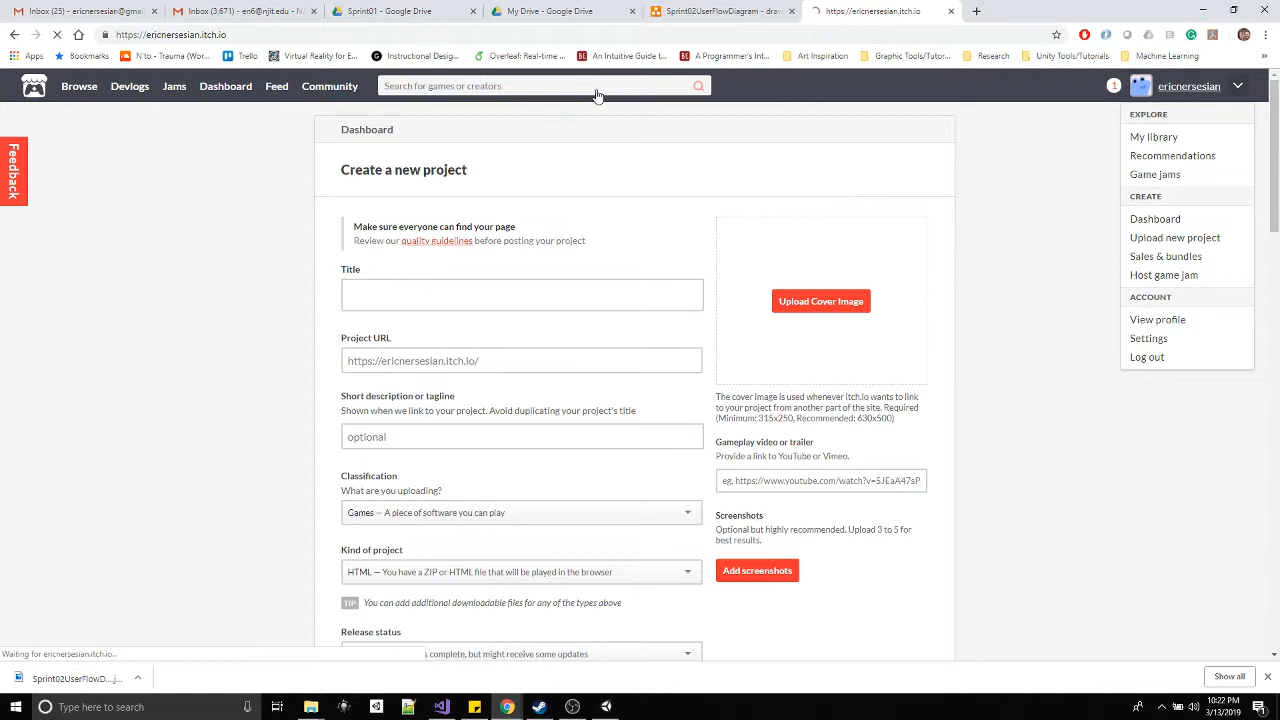 Inbox (25) - ericnersesian@gmai
Inbox (3,671) - en6@njit.edu - N
Sprint01 - Google Drive
My Drive - Google Drive
Sprint02UserFlowDiagram - draw
https://ericnersesian.itch.io
https://ericnersesian.itch.io
Apps
N'to - Trauma (Wor...
Trello
Virtual Reality for E...
Instructional Desig...
Overleaf: Real-time ...
An Intuitive Guide t...
A Programmer's Int...
Art Inspiration
Graphic Tools/Tutor...
Research
Unity Tools/Tutorials
Machine Learning
Browse
Devlogs
Jams
Dashboard
Feed
Community
Search for games or creators
1
ericnersesian
Feedback
EXPLORE
My library
Recommendations
Game jams
CREATE
Dashboard
Upload new project
Sales & bundles
Host game jam
ACCOUNT
View profile
Settings
Log out
Dashboard
Create a new project
Make sure everyone can find your page
Review our quality guidelines before posting your project
Title
Project URL
https://ericnersesian.itch.io/
Short description or tagline
Shown when we link to your project. Avoid duplicating your project's title
optional
Classification
What are you uploading?
Games — A piece of software you can play
Kind of project
HTML — You have a ZIP or HTML file that will be played in the browser
TIP You can add additional downloadable files for any of the types above
Release status
s complete, but might receive some updates
Upload Cover Image
The cover image is used whenever itch.io wants to link
to your project from another part of the site. Required
(Minimum: 315x250, Recommended: 630x500)
Gameplay video or trailer
Provide a link to YouTube or Vimeo.
eg. https://www.youtube.com/watch?v=5JEaA47sP
Screenshots
Optional but highly recommended. Upload 3 to 5 for
best results.
Add screenshots
Waiting for ericnersesian.itch.io...
Sprint02UserFlowD....j...
Show all
Type here to search
10:22 PM
3/13/2019